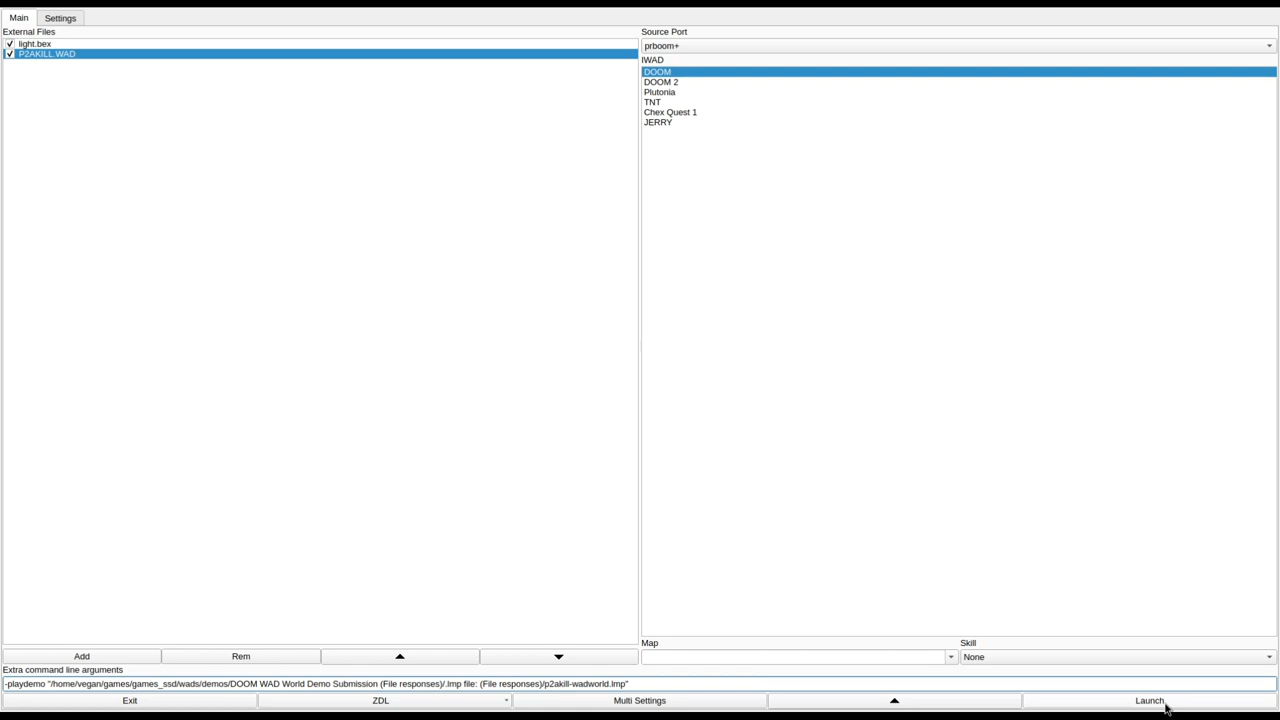 Main Settings
External Files
light.bex
P2AKILL.WAD
Source Port
prboom+
IWAD
DOOM
DOOM 2
Plutonia
TNT
Chex Quest 1
JERRY
Map Skill
None
Add Rem
Extra command line arguments
-playdemo "/home/vegan/games/games_ssd/wads/demos/DOOM WAD World Demo Submission (File responses)/.lmp file: (File responses)/p2akill-wadworld.lmp"
Exit ZDL Multi Settings Launch